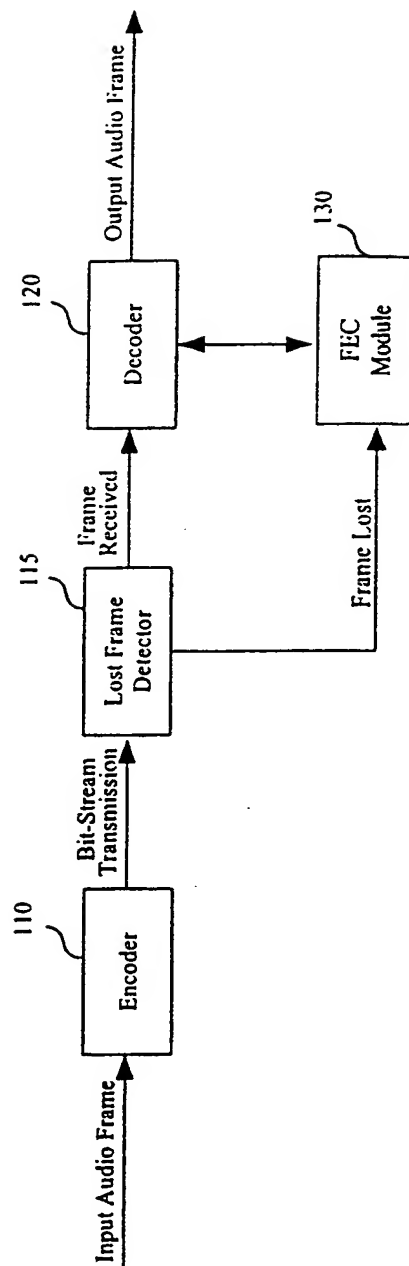 Input Audio Frame
110
Encoder
Bit-Stream
Transmission
115
Lost Frame
Detector
Frame
Received
Frame Lost
120
Decoder
Output Audio Frame
130
FEC
Module